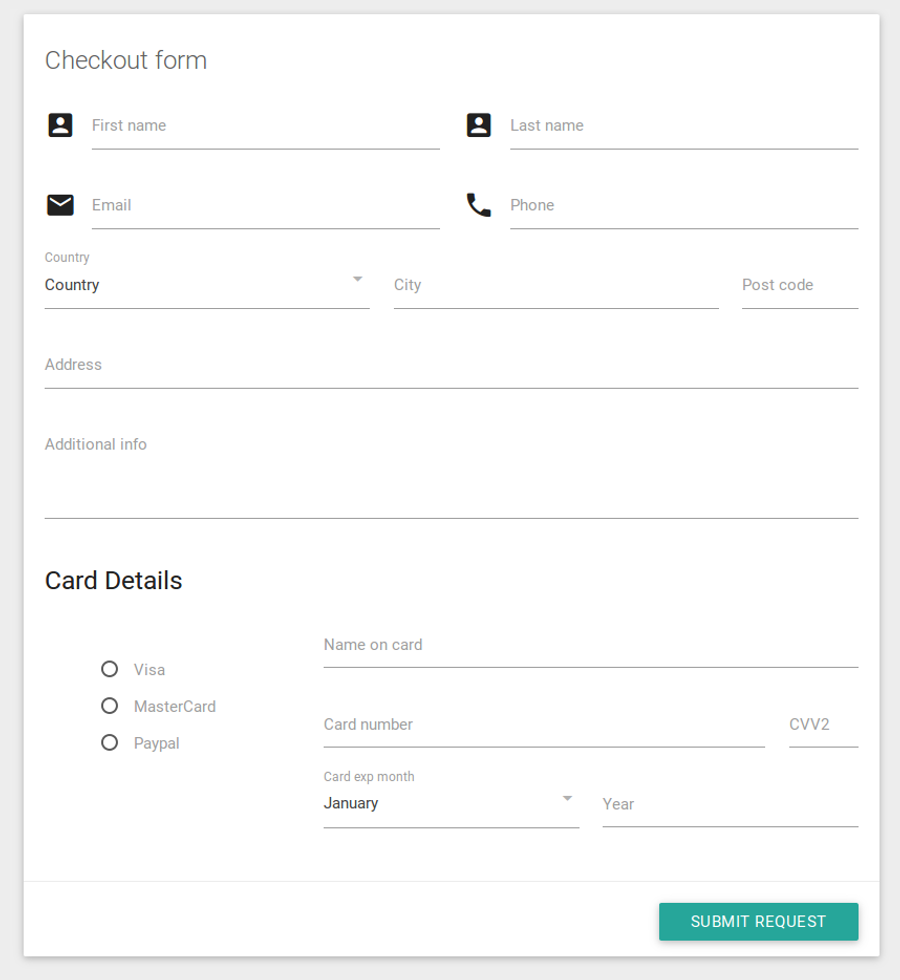 Checkout form
First name
Last name
Email
Phone
Country
Country
City
Post code
Address
Additional info
Card Details
Visa
MasterCard
Paypal
Name on card
Card number
CVV2
Card exp month
January
Year
SUBMIT REQUEST